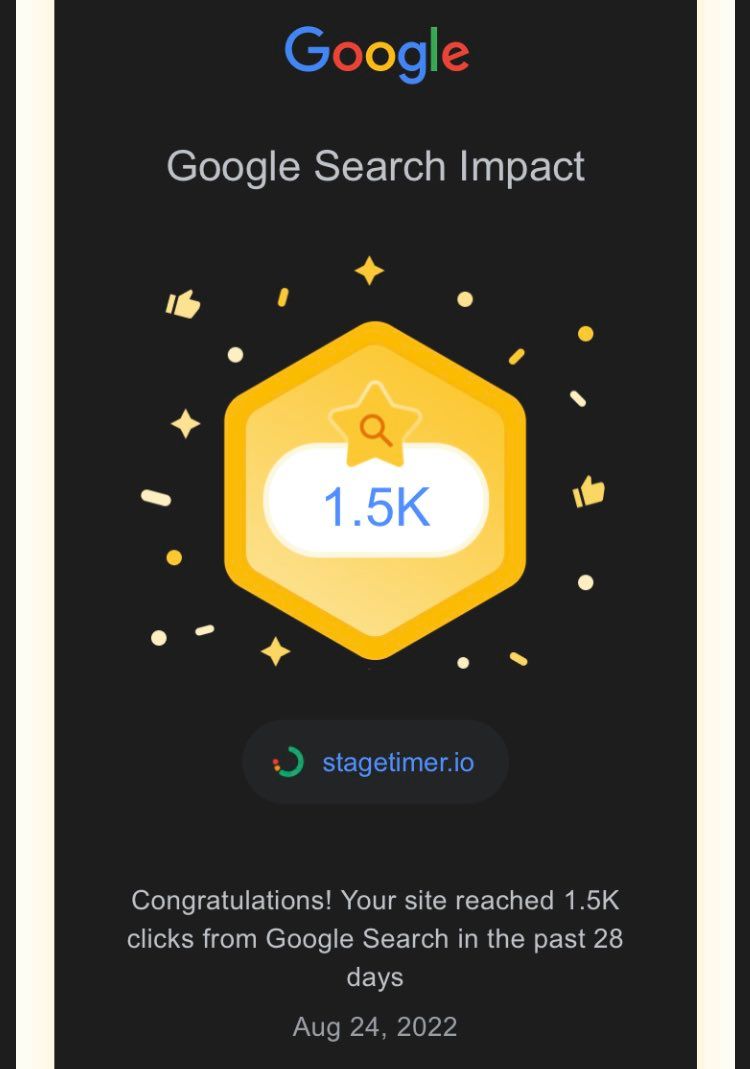 Google
Google Search Impact
1.5K
stagetimer.io
Congratulations! Your site reached 1.5K
clicks from Google Search in the past 28
days
Aug 24, 2022